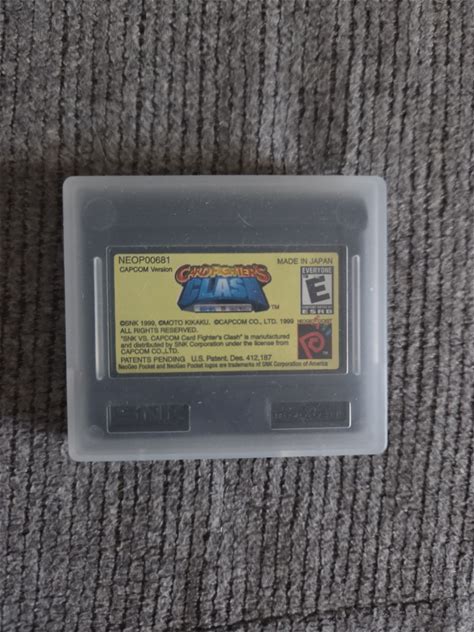 NEOP00681
CAPCOM Version
MADE IN JAPAN
CARD FIGHTER'S
CLASH
TM
EVERYONE
E
ESRB
©SNK 1999, ©MOTO KIKAKU, ©CAPCOM CO., LTD. 1999
ALL RIGHTS RESERVED.
"SNK VS. CAPCOM Card Fighter's Clash" is manufactured
and distributed by SNK Corporation under the license from
CAPCOM CO.,LTD.
PATENTS PENDING U.S. Patent. Des. 412,187
NeoGeo Pocket and NeoGeo Pocket logos are trademarks of SNK Corporation of America
SNK